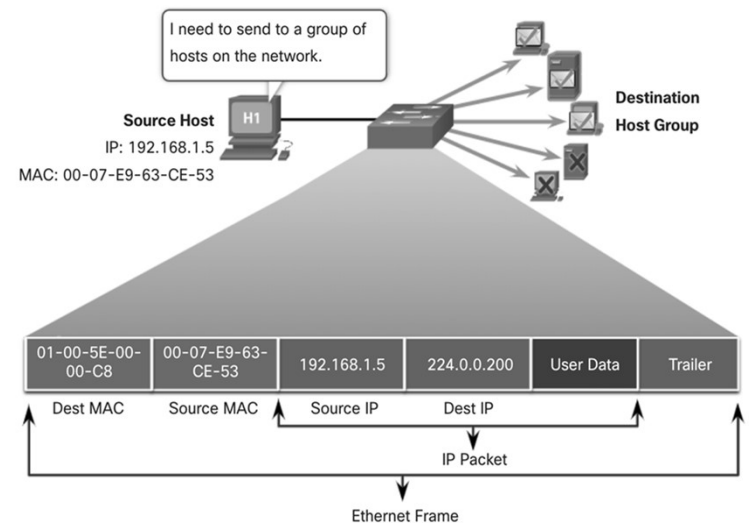 I need to send to a group of
hosts on the network.
Source Host
IP: 192.168.1.5
MAC: 00-07-E9-63-CE-53
H1
Destination
Host Group
01-00-5E-00-
00-C8
00-07-E9-63-
CE-53
192.168.1.5
224.0.0.200
User Data
Trailer
Dest MAC
Source MAC
Source IP
Dest IP
IP Packet
Ethernet Frame